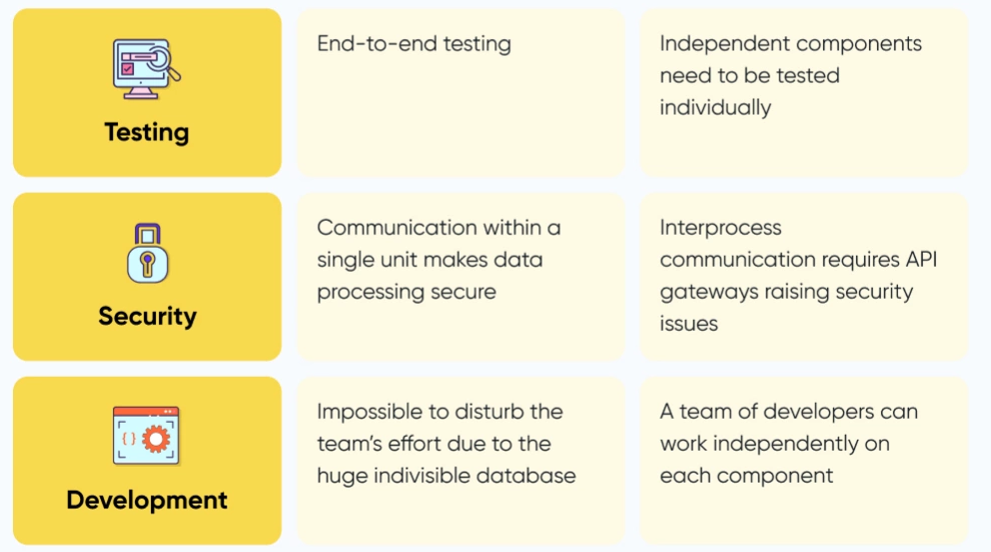 Testing
End-to-end testing
Independent components
need to be tested
individually
Security
Communication within a
single unit makes data
processing secure
Interprocess
communication requires API
gateways raising security
issues
Development
Impossible to disturb the
team's effort due to the
huge indivisible database
A team of developers can
work independently on
each component